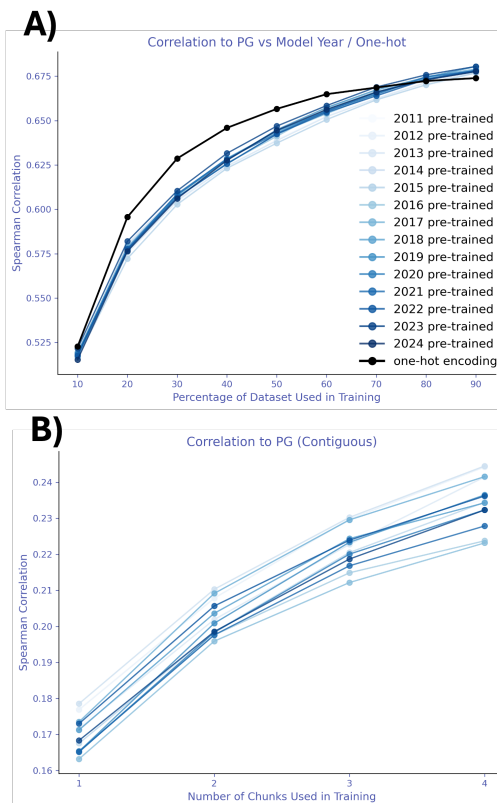 A)
Correlation to PG vs Model Year / One-hot
Spearman Correlation
0.675
0.650
0.625
0.600
0.575
0.550
0.525
2011 pre-trained
2012 pre-trained
2013 pre-trained
2014 pre-trained
2015 pre-trained
2016 pre-trained
2017 pre-trained
2018 pre-trained
2019 pre-trained
2020 pre-trained
2021 pre-trained
2022 pre-trained
2023 pre-trained
2024 pre-trained
one-hot encoding
10 20 30 40 50 60 70 80 90
Percentage of Dataset Used in Training
B)
Correlation to PG (Contiguous)
Spearman Correlation
0.24
0.23
0.22
0.21
0.20
0.19
0.18
0.17
0.16
1 2 3 4
Number of Chunks Used in Training